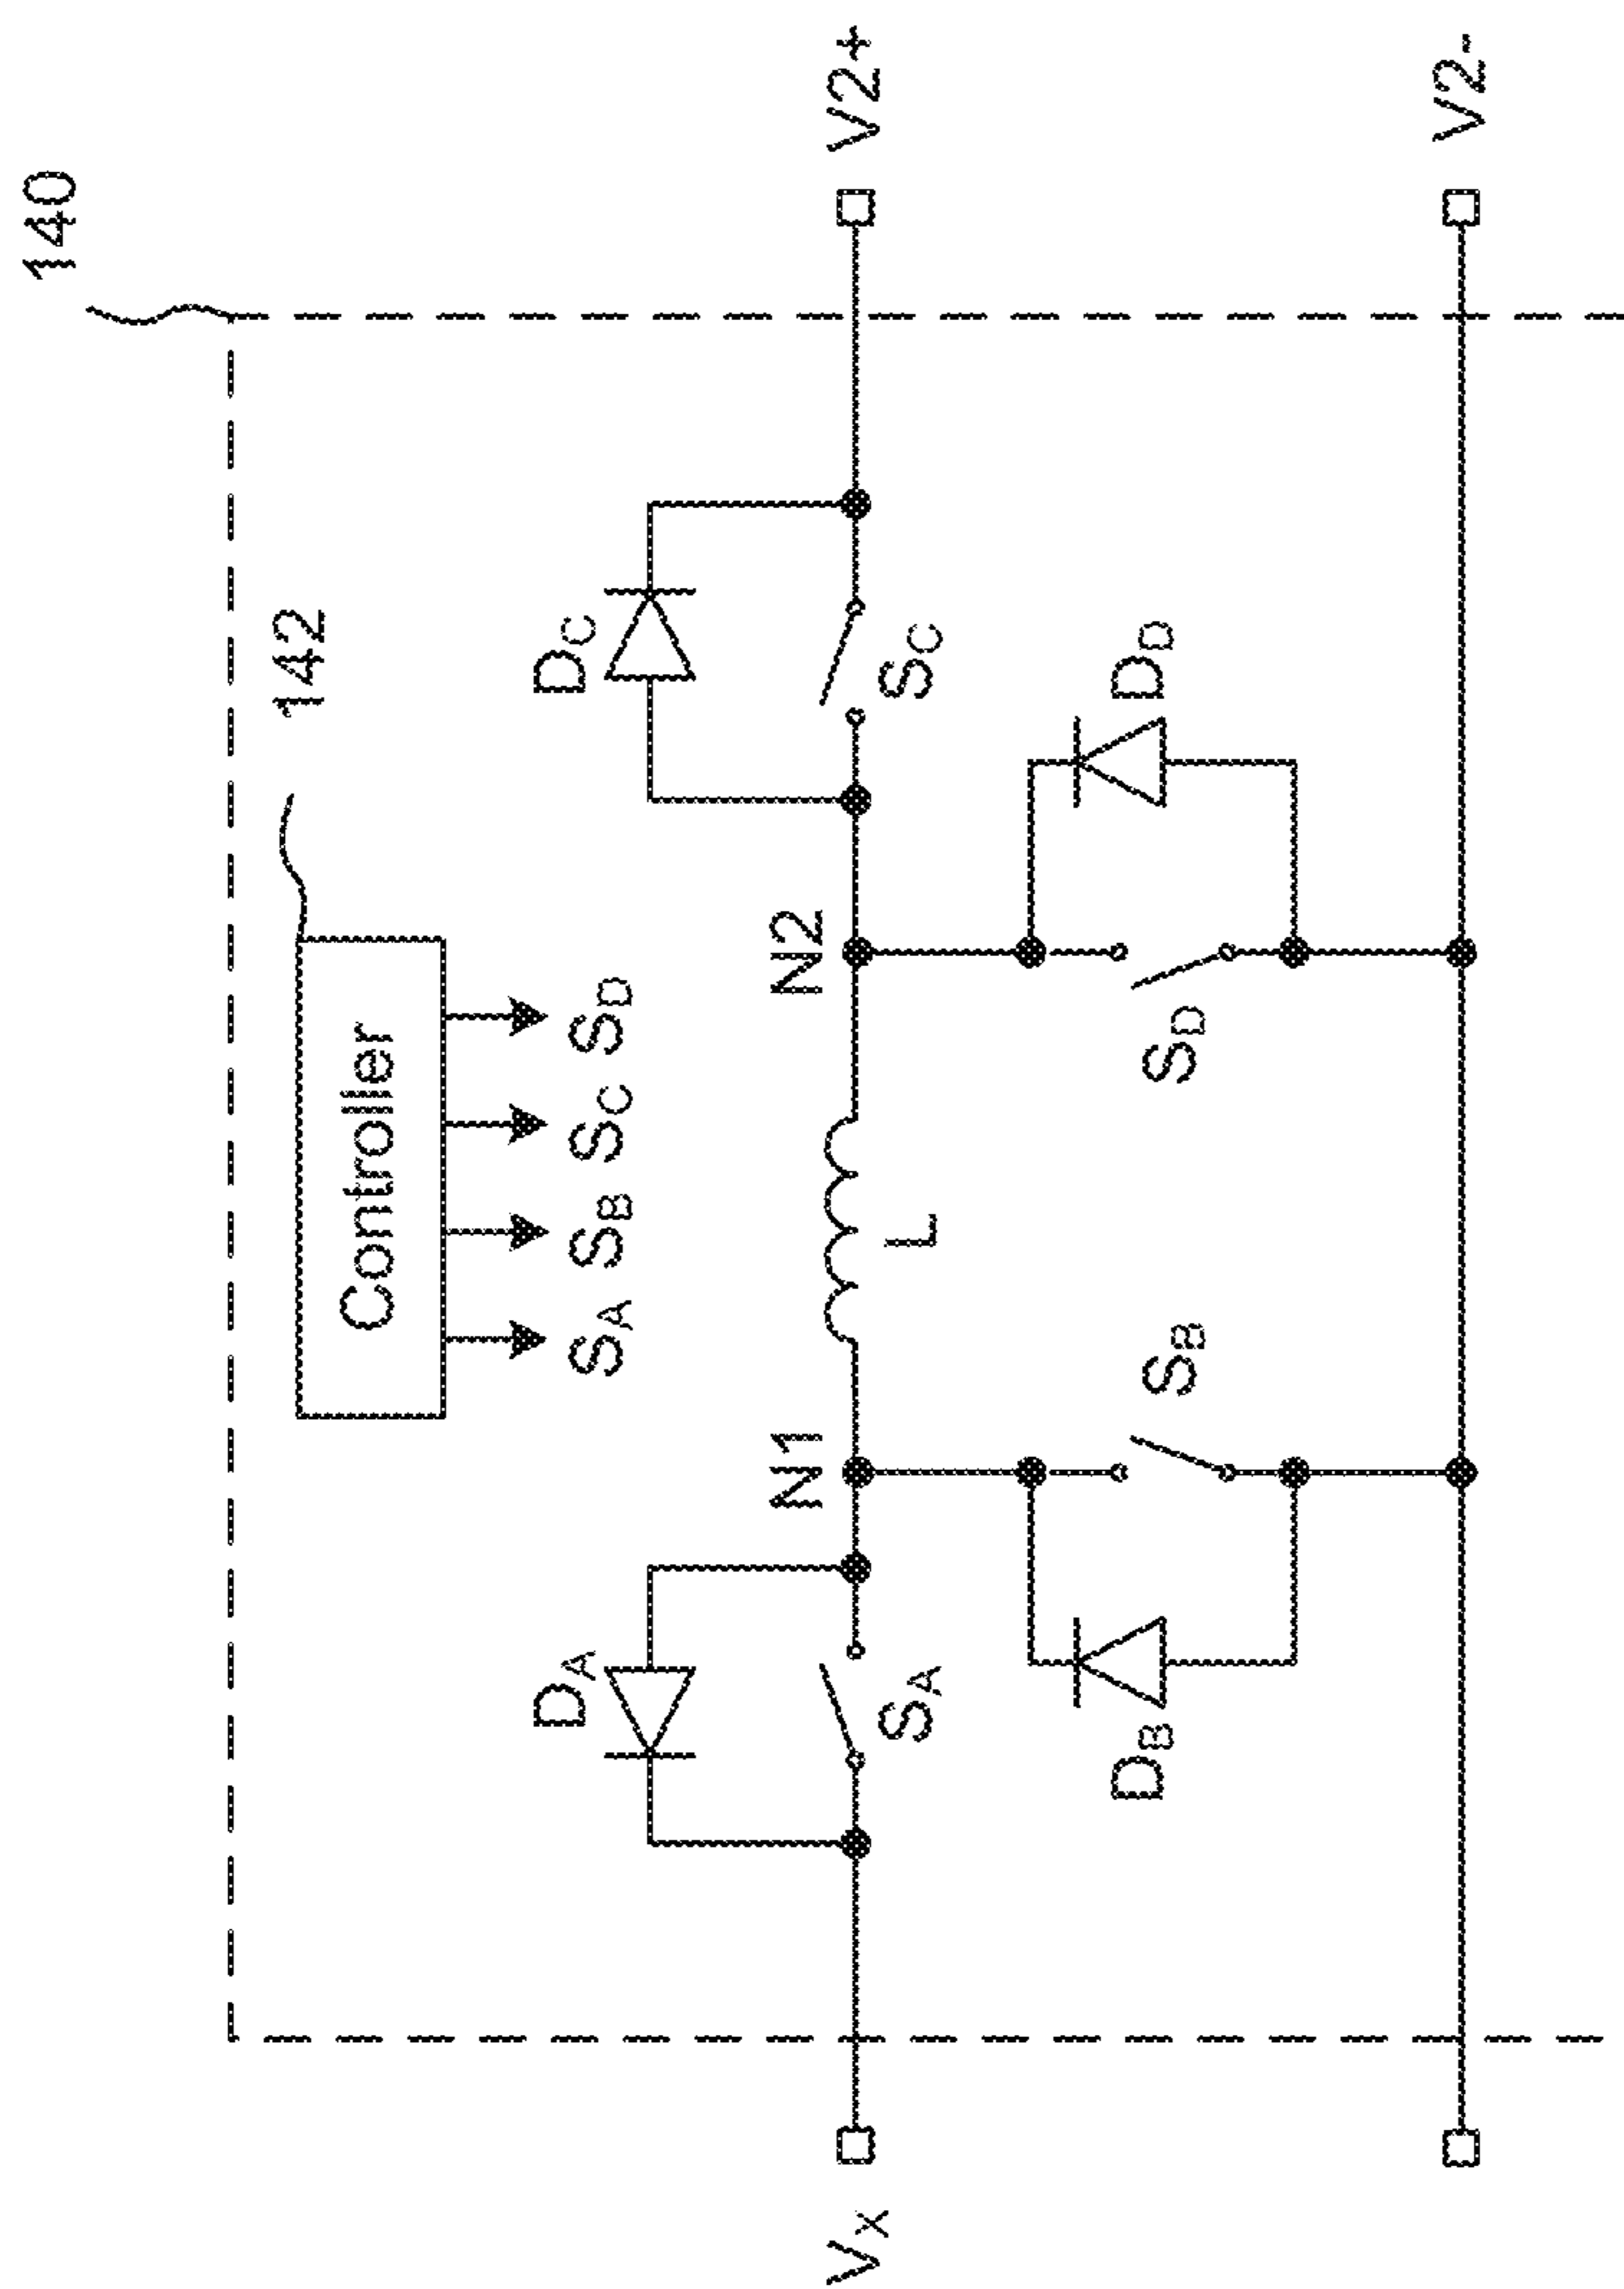 140
142
Controller
SA SB SC SD
DA
DC
N1
N2
VX
V2+
SA
L
SC
DB
SB
SD
DD
V2-